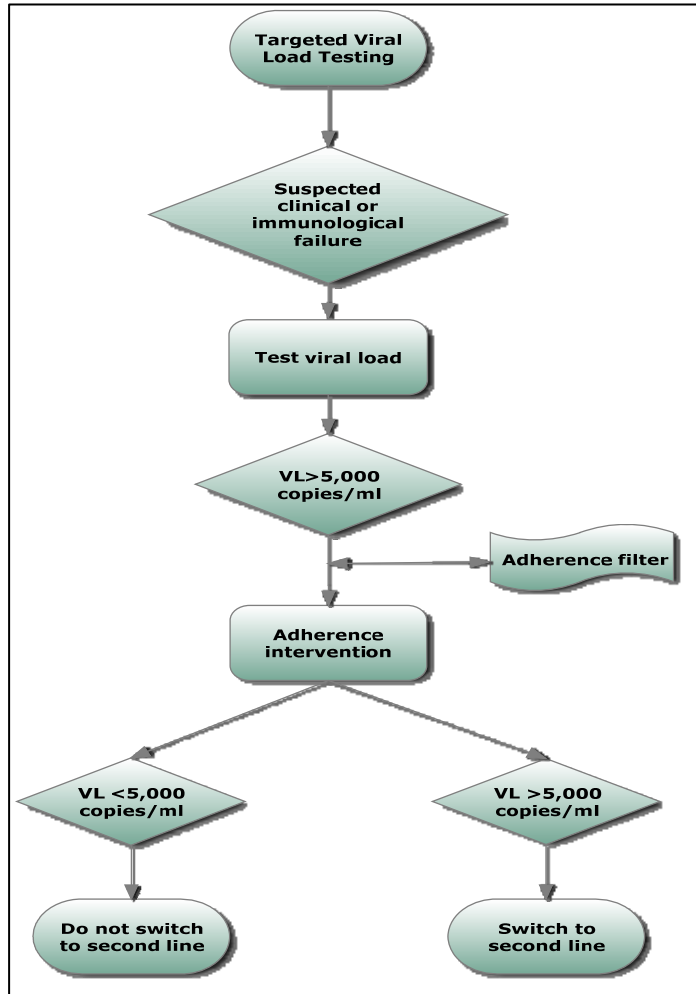 Targeted Viral
Load Testing
Suspected
clinical or
immunological
failure
Test viral load
VL>5,000
copies/ml
Adherence filter
Adherence
intervention
VL <5,000
copies/ml
VL >5,000
copies/ml
Do not switch
to second line
Switch to
second line